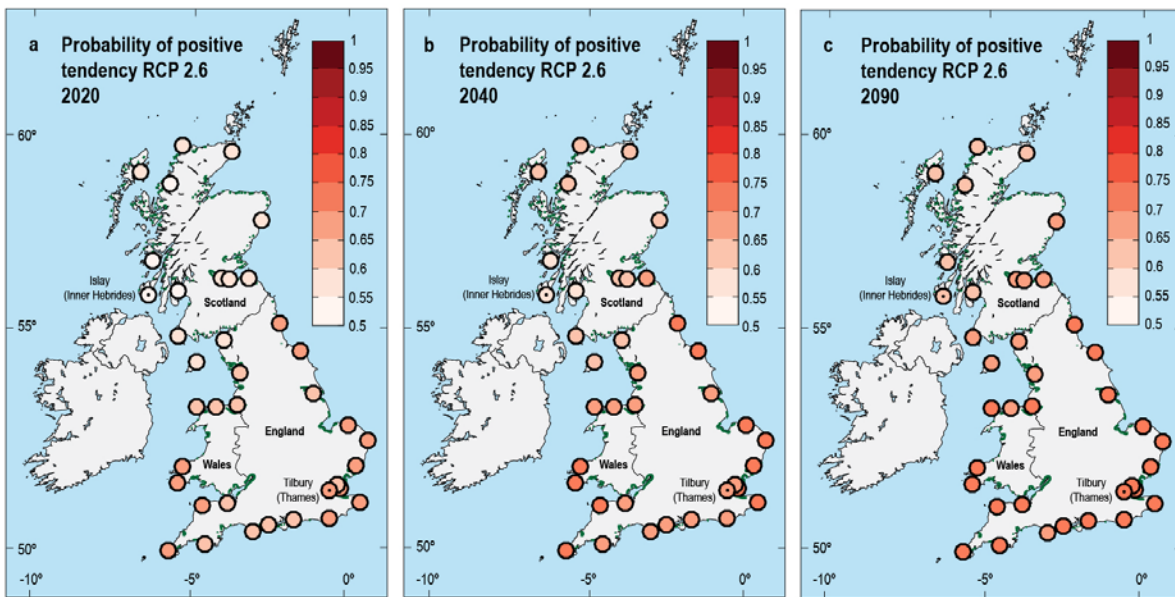 a Probability of positive
tendency RCP 2.6
2020
1
0.95
0.9
0.85
0.8
0.75
0.7
0.65
0.6
0.55
0.5
60°
55°
50°
-10°
-5°
0°
Islay
(Inner Hebrides)
Scotland
England
Wales
Tilbury
(Thames)
b Probability of positive
tendency RCP 2.6
2040
1
0.95
0.9
0.85
0.8
0.75
0.7
0.65
0.6
0.55
0.5
60°
55°
50°
-10°
-5°
0°
Islay
(Inner Hebrides)
Scotland
England
Wales
Tilbury
(Thames)
c Probability of positive
tendency RCP 2.6
2090
1
0.95
0.9
0.85
0.8
0.75
0.7
0.65
0.6
0.55
0.5
60°
55°
50°
-10°
-5°
0°
Islay
(Inner Hebrides)
Scotland
England
Wales
Tilbury
(Thames)